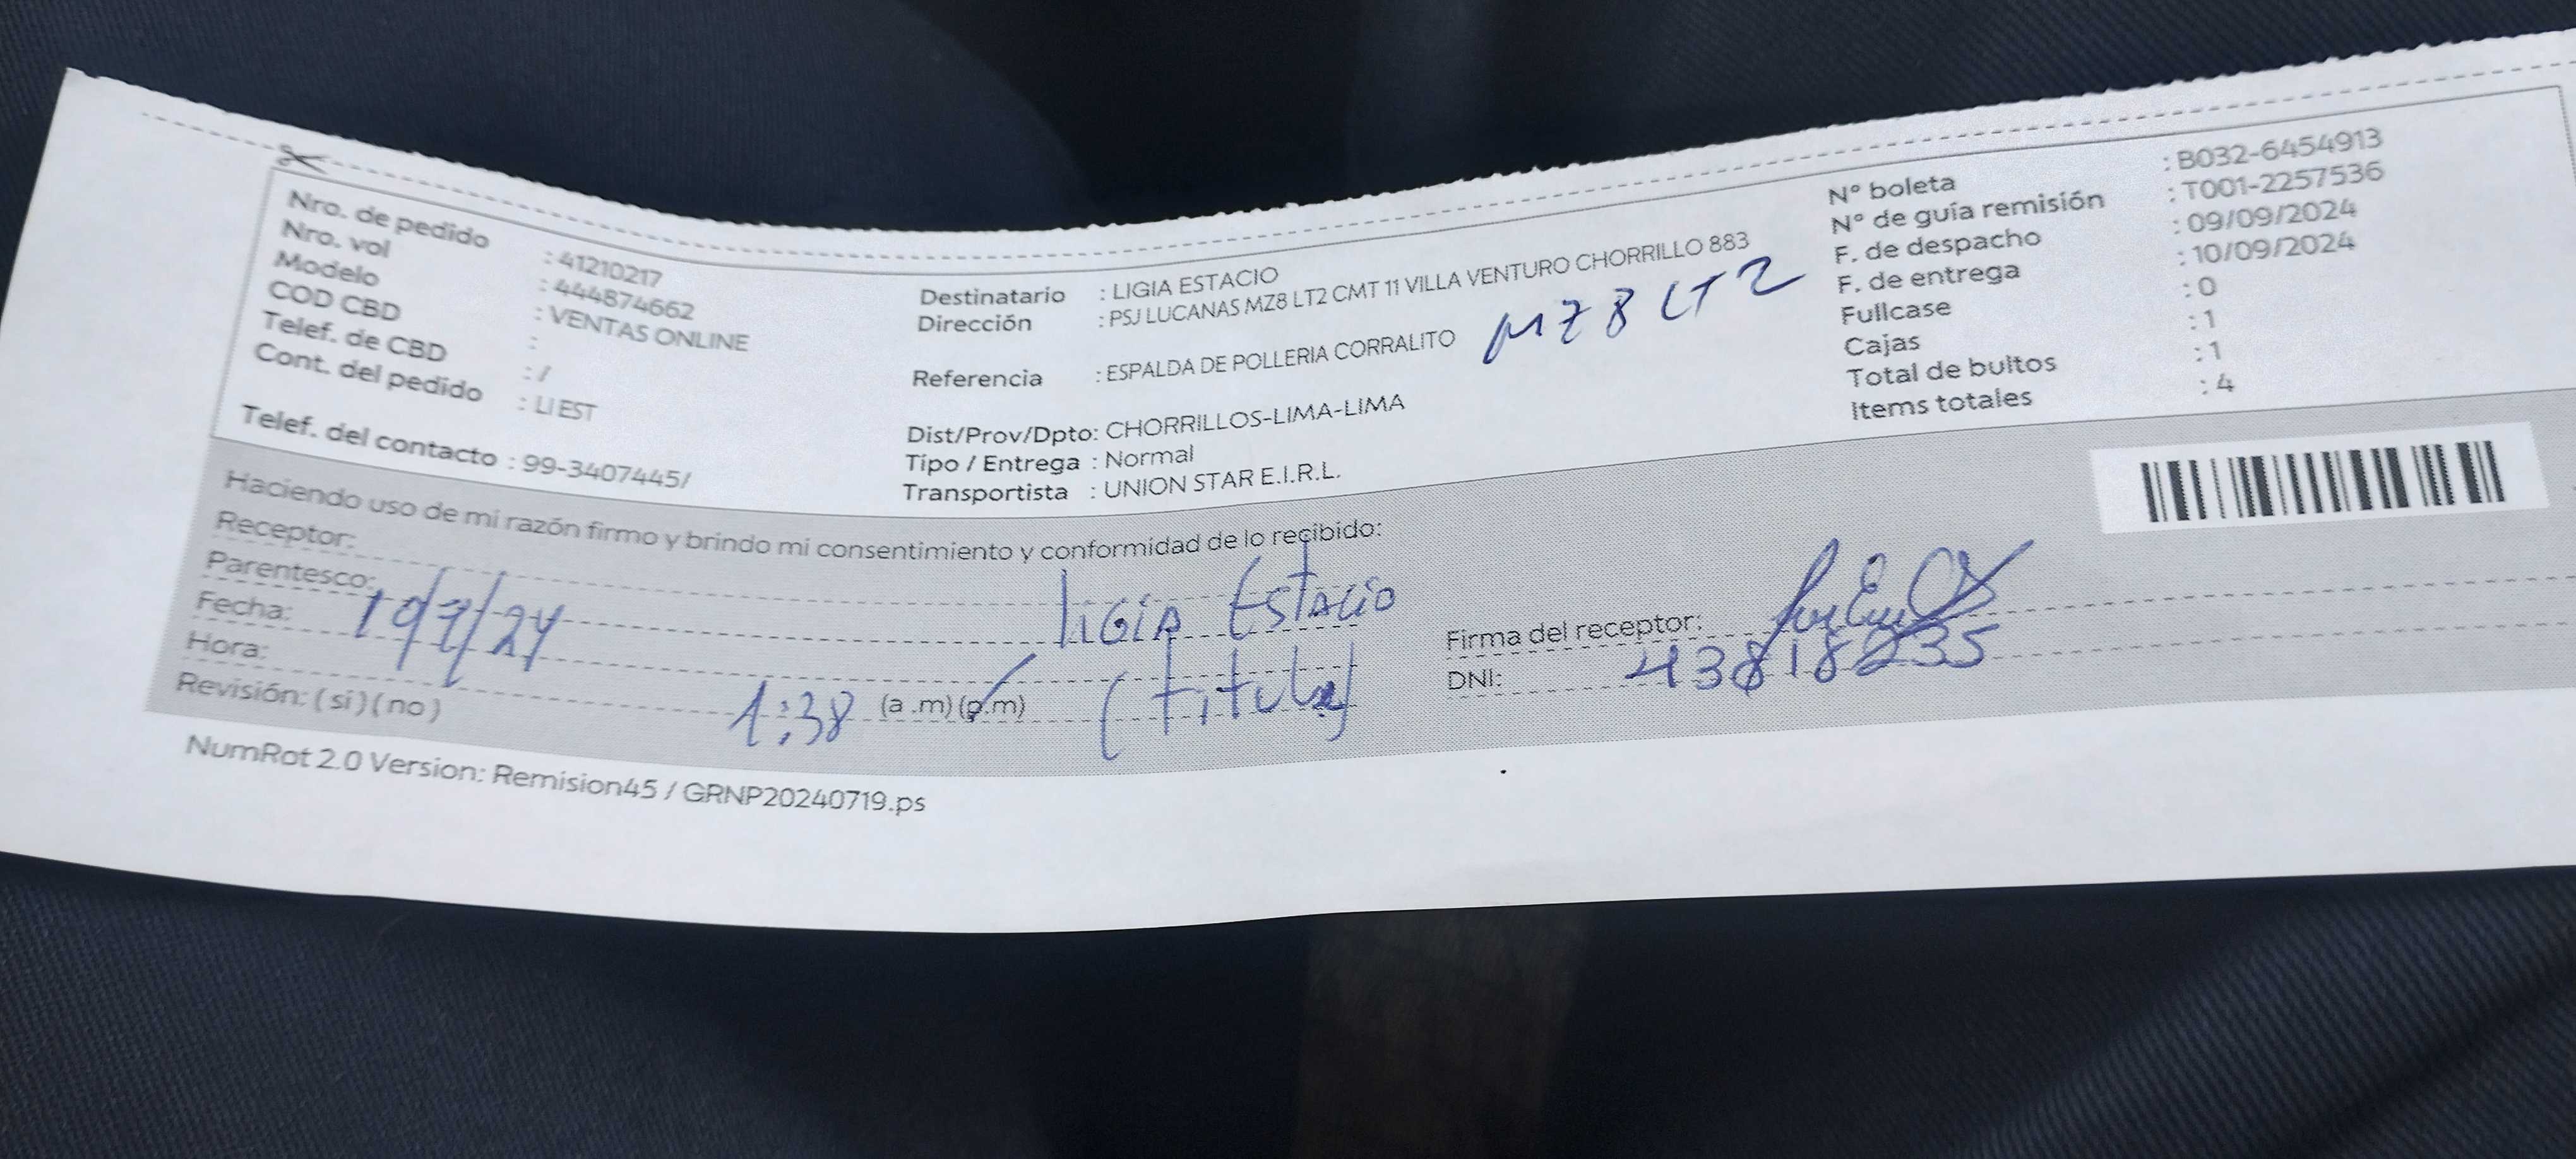 Nro. de pedido : 41210217
Nro. vol : 444874662
Modelo : VENTAS ONLINE
COD CBD :
Telef. de CBD : /
Cont. del pedido : LI EST
Telef. del contacto : 99-3407445/
Destinatario : LIGIA ESTACIO
Dirección : PSJ LUCANAS MZ8 LT2 CMT 11 VILLA VENTURO CHORRILLO 883
MZ 8 LT 2
Referencia : ESPALDA DE POLLERIA CORRALITO
Dist/Prov/Dpto: CHORRILLOS-LIMA-LIMA
Tipo / Entrega : Normal
Transportista : UNION STAR E.I.R.L.
N° boleta : B032-6454913
N° de guía remisión : T001-2257536
F. de despacho : 09/09/2024
F. de entrega : 10/09/2024
Fullcase : 0
Cajas : 1
Total de bultos : 1
Items totales : 4
Haciendo uso de mi razón firmo y brindo mi consentimiento y conformidad de lo recibido:
Receptor: LIGIA Estacio
Parentesco: (titular)
Fecha:
Hora: 1:38 (a.m)(p.m)
Revisión: (si)(no)
Firma del receptor:
DNI: 43818235
NumRot 2.0 Version: Remision45 / GRNP20240719.ps